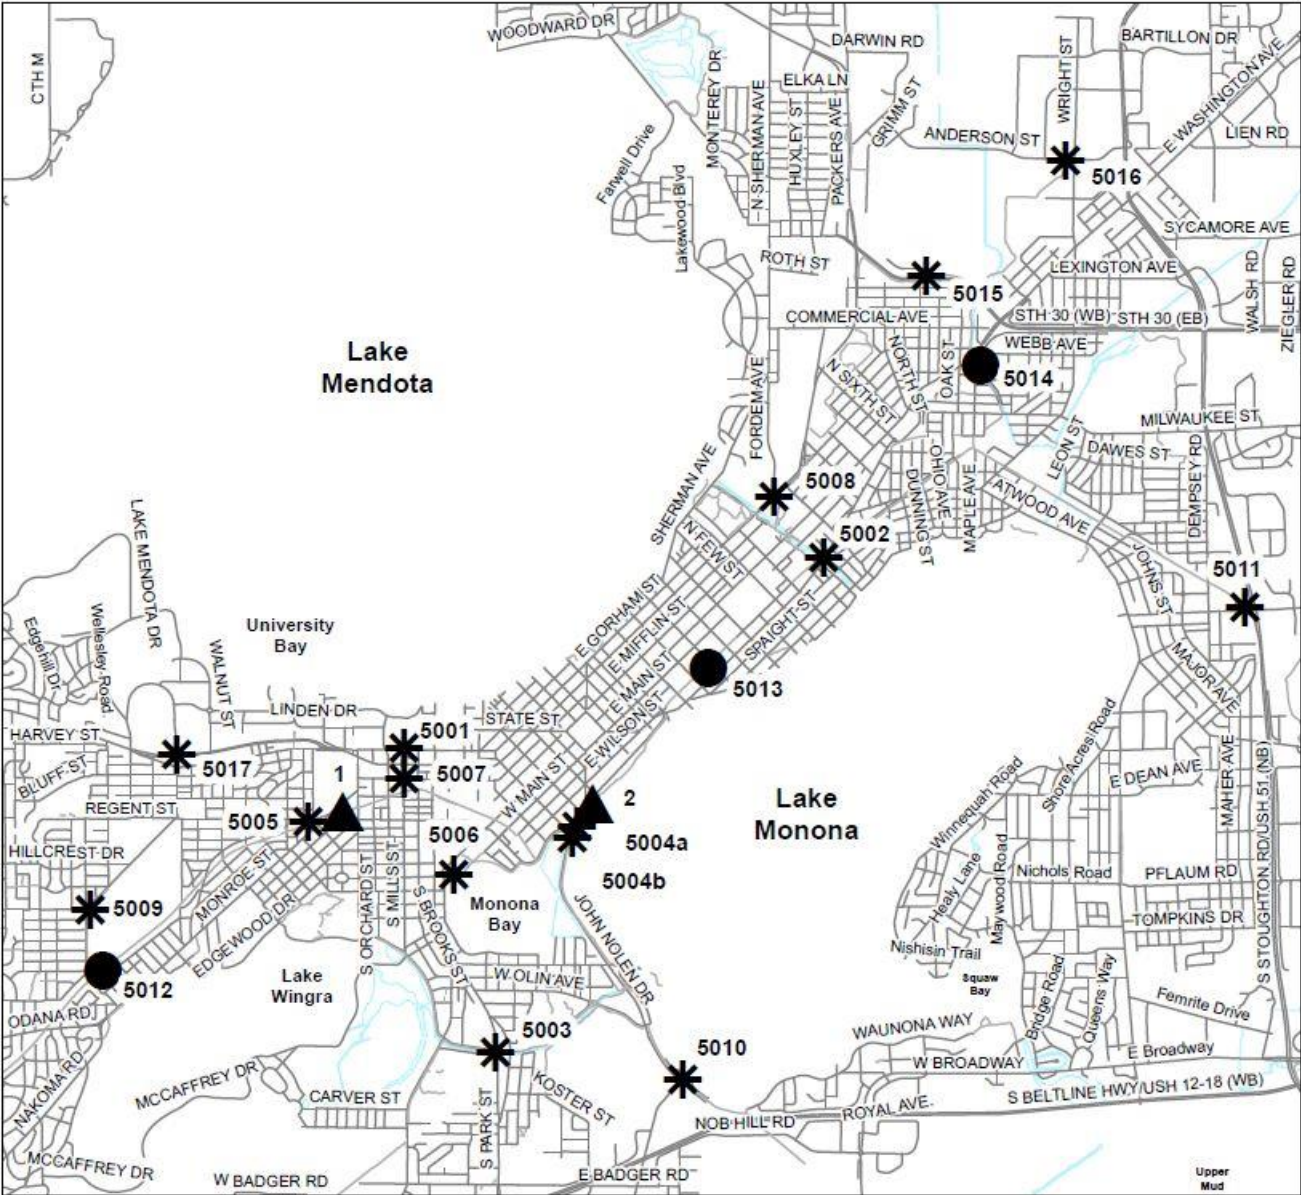 WOODWARD DR
DARWIN RD
BARTILLON DR
CTH M
MONTEREY DR
ELKA LN
WRIGHT ST
E WASHINGTON AVE
N SHERMAN AVE
HUXLEY ST
PACKERS AVE
GRIMM ST
ANDERSON ST
LIEN RD
Farwell Drive
5016
Lakewood Blvd
SYCAMORE AVE
ROTH ST
LEXINGTON AVE
WALSH RD
ZIEGLER RD
5015
COMMERCIAL AVE
STH 30 (WB)
STH 30 (EB)
WEBB AVE
Lake
Mendota
NORTH ST
OAK ST
5014
N SIXTH ST
FORDEM AVE
MILWAUKEE ST
LEON ST
DAWES ST
DEMPSEY RD
SHERMAN AVE
OHIO AVE
DUNNING ST
MAPLE AVE
ATWOOD AVE
5008
LAKE MENDOTA DR
N FEW ST
5002
JOHNS ST
5011
University
Bay
Edgehill Dr
Wellesley Road
WALNUT ST
E GORHAM ST
E MIFFLIN ST
SPAIGHT ST
E MAIN ST
5013
MAJOR AVE
LINDEN DR
STATE ST
E WILSON ST
HARVEY ST
5001
5017
5007
BLUFF ST
1
W MAIN ST
Shore Acres Road
E DEAN AVE
MAHER AVE
S STOUGHTON RD/USH 51 (NB)
REGENT ST
5005
2
Lake
Monona
Winnequah Road
5006
5004a
HILLCREST DR
5004b
MONROE ST
S ORCHARD ST
S MILLS ST
Healy Lane
Maywood Road
Nichols Road
PFLAUM RD
5009
EDGEWOOD DR
S BROOKS ST
Monona
Bay
JOHN NOLEN DR
TOMPKINS DR
Nishisin Trail
5012
Lake
Wingra
W OLIN AVE
Squaw
Bay
Bridge Road
Queens Way
Femrite Drive
ODANA RD
5003
WAUNONA WAY
NAKOMA RD
5010
W BROADWAY
E Broadway
MCCAFFREY DR
CARVER ST
KOSTER ST
S PARK ST
S BELTLINE HWY/USH 12-18 (WB)
NOB HILL RD
ROYAL AVE.
MCCAFFREY DR
W BADGER RD
E BADGER RD
Upper
Mud